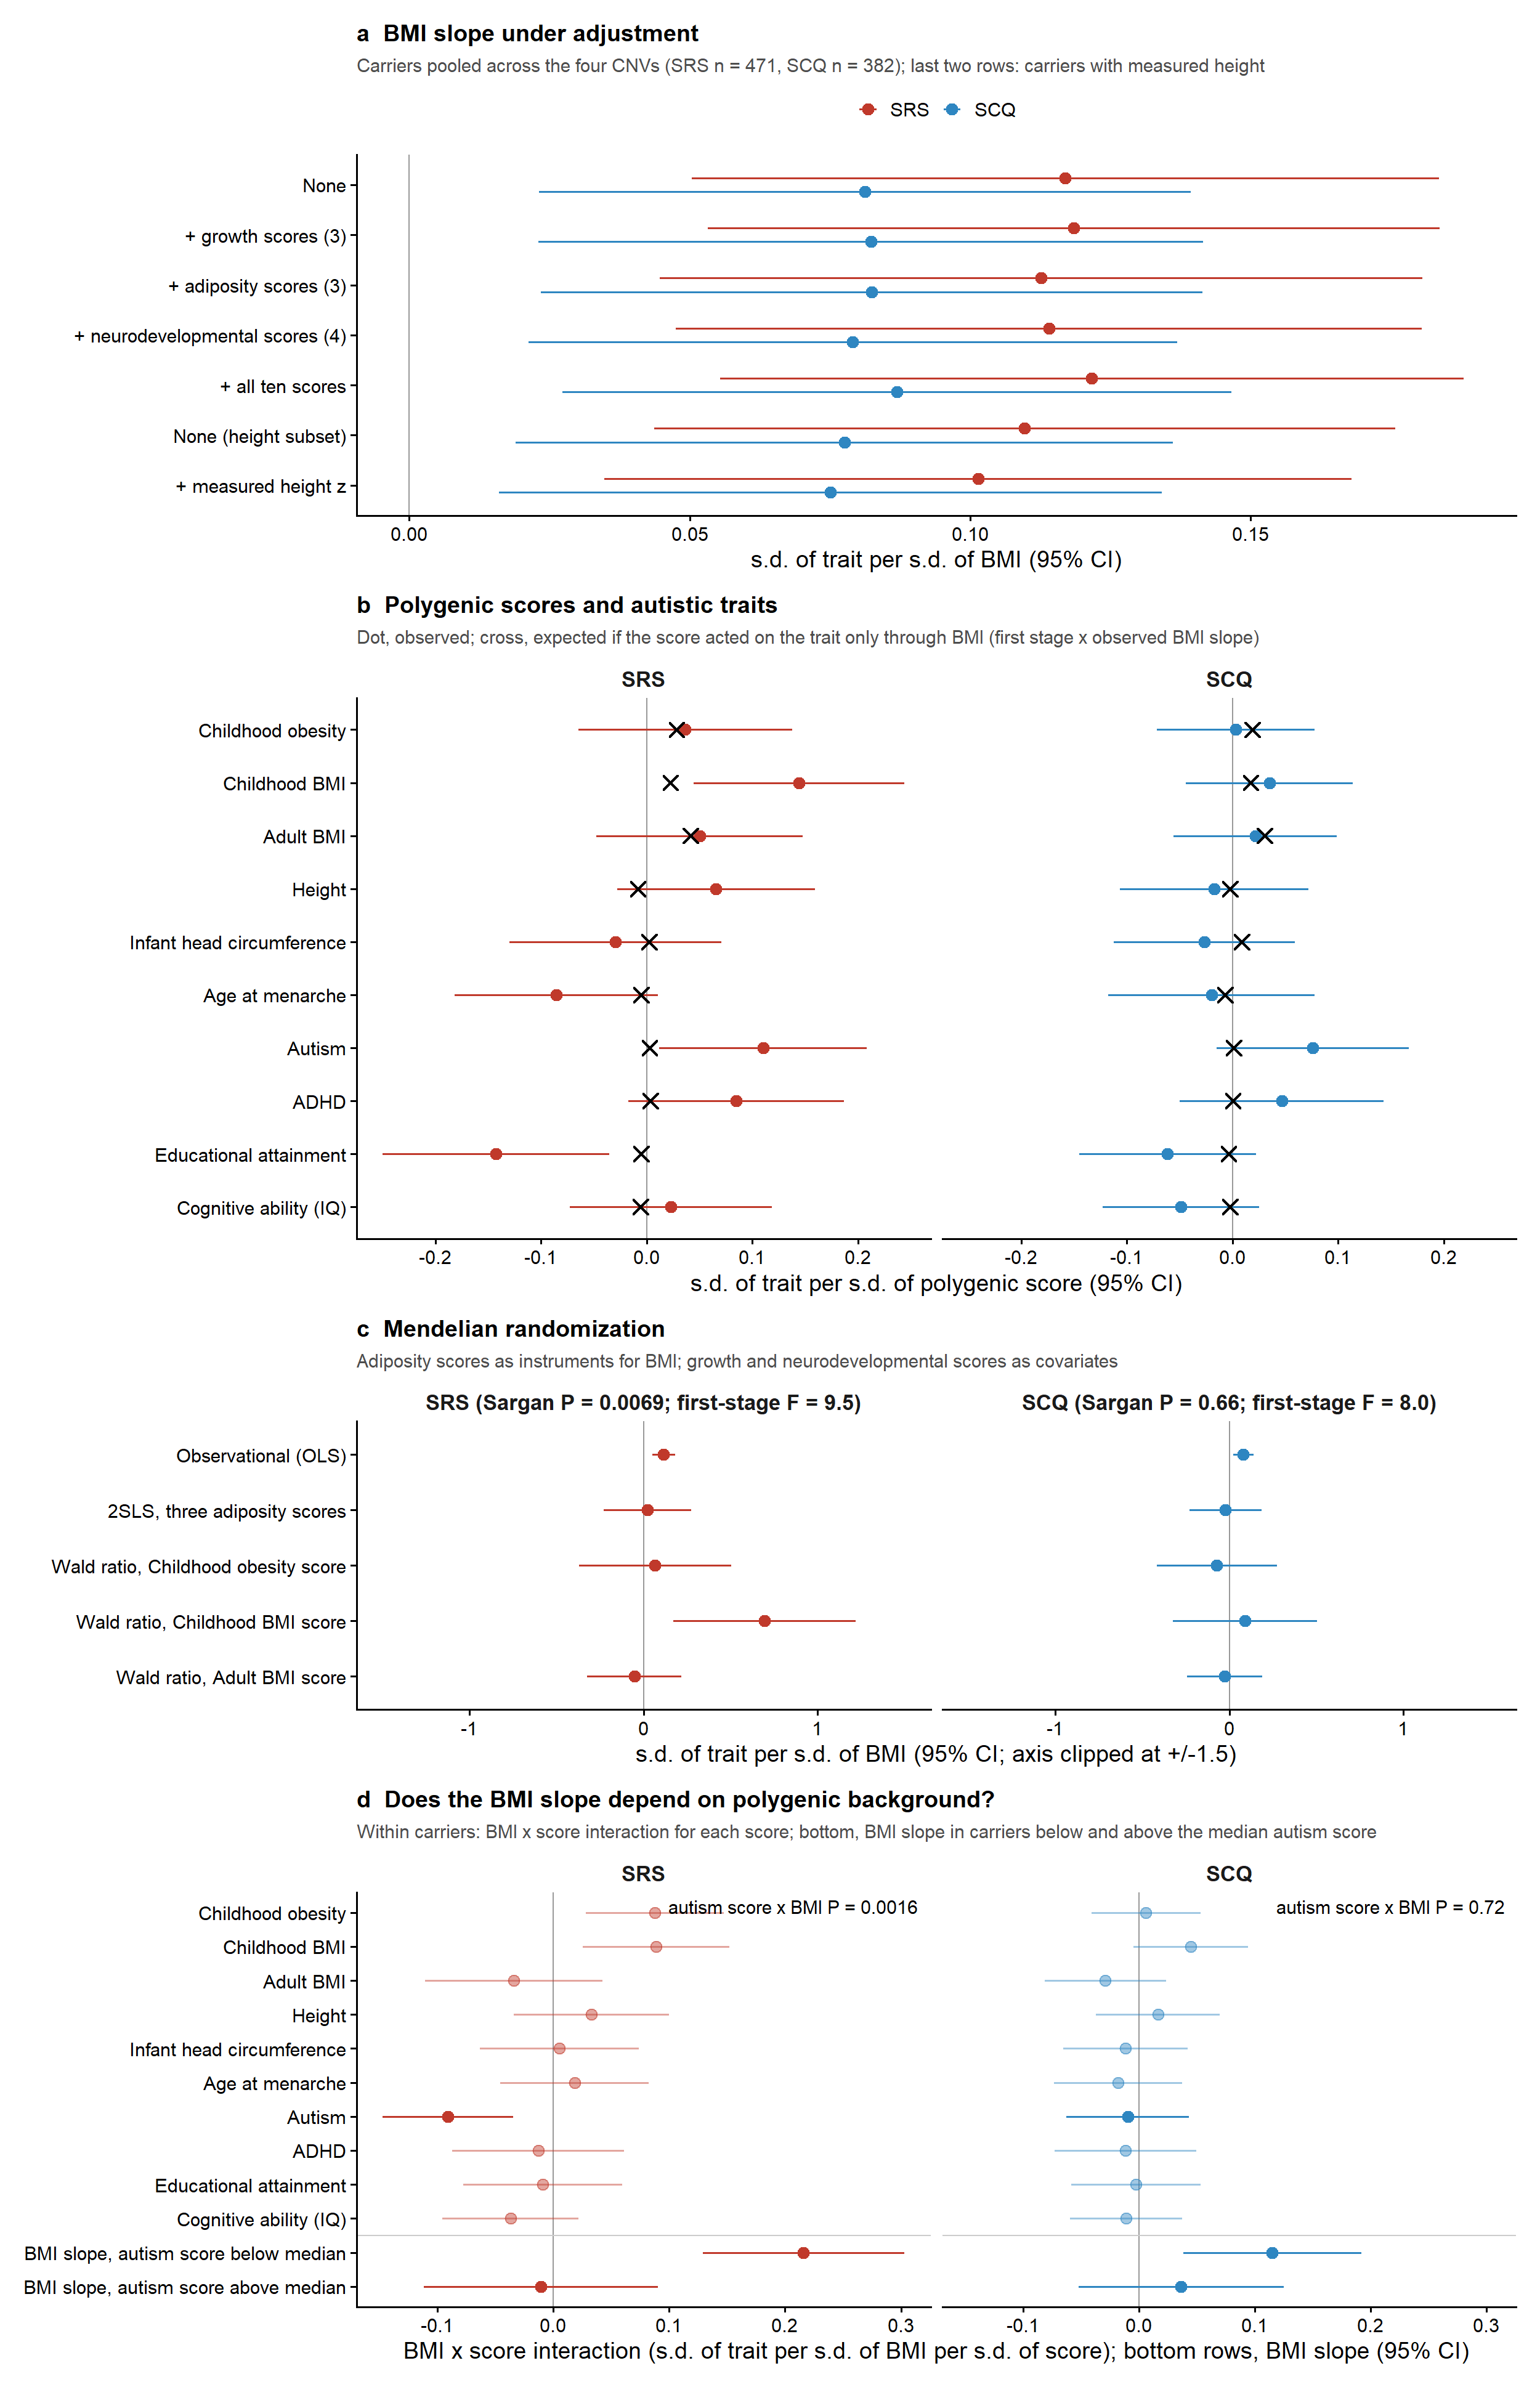 a BMI slope under adjustment
Carriers pooled across the four CNVs (SRS n = 471, SCQ n = 382); last two rows: carriers with measured height
SRS SCQ
None
+ growth scores (3)
+ adiposity scores (3)
+ neurodevelopmental scores (4)
+ all ten scores
None (height subset)
+ measured height z
0.00 0.05 0.10 0.15
s.d. of trait per s.d. of BMI (95% CI)
b Polygenic scores and autistic traits
Dot, observed; cross, expected if the score acted on the trait only through BMI (first stage x observed BMI slope)
SRS SCQ
Childhood obesity
Childhood BMI
Adult BMI
Height
Infant head circumference
Age at menarche
Autism
ADHD
Educational attainment
Cognitive ability (IQ)
-0.2 -0.1 0.0 0.1 0.2 -0.2 -0.1 0.0 0.1 0.2
s.d. of trait per s.d. of polygenic score (95% CI)
c Mendelian randomization
Adiposity scores as instruments for BMI; growth and neurodevelopmental scores as covariates
SRS (Sargan P = 0.0069; first-stage F = 9.5) SCQ (Sargan P = 0.66; first-stage F = 8.0)
Observational (OLS)
2SLS, three adiposity scores
Wald ratio, Childhood obesity score
Wald ratio, Childhood BMI score
Wald ratio, Adult BMI score
-1 0 1 -1 0 1
s.d. of trait per s.d. of BMI (95% CI; axis clipped at +/-1.5)
d Does the BMI slope depend on polygenic background?
Within carriers: BMI x score interaction for each score; bottom, BMI slope in carriers below and above the median autism score
SRS SCQ
Childhood obesity autism score x BMI P = 0.0016 autism score x BMI P = 0.72
Childhood BMI
Adult BMI
Height
Infant head circumference
Age at menarche
Autism
ADHD
Educational attainment
Cognitive ability (IQ)
BMI slope, autism score below median
BMI slope, autism score above median
-0.1 0.0 0.1 0.2 0.3 -0.1 0.0 0.1 0.2 0.3
BMI x score interaction (s.d. of trait per s.d. of BMI per s.d. of score); bottom rows, BMI slope (95% CI)